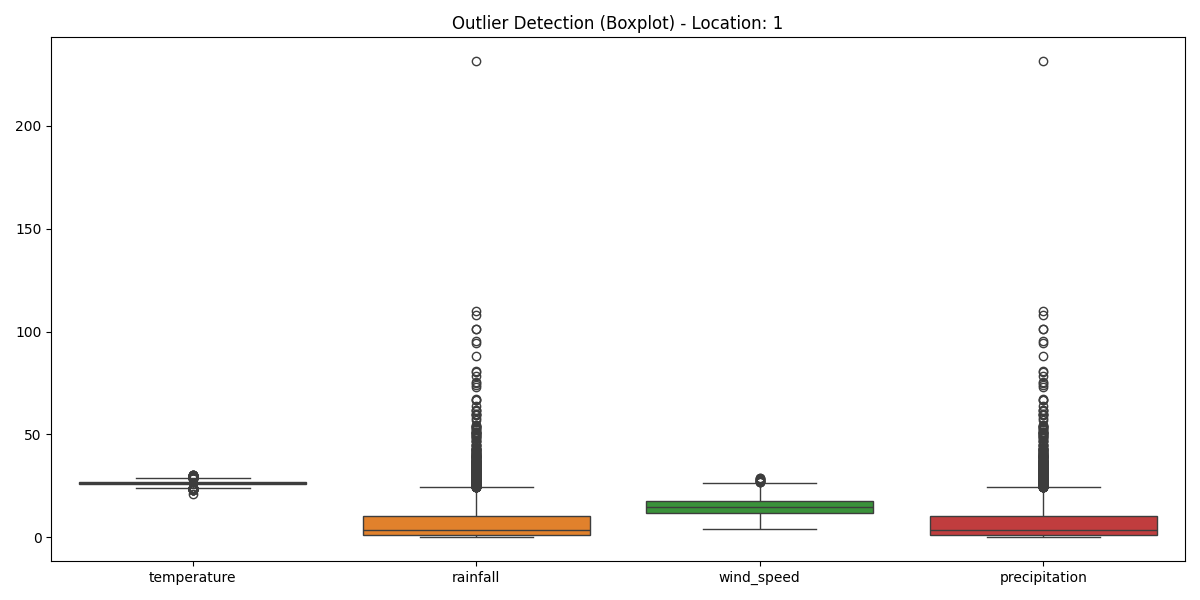 Outlier Detection (Boxplot) - Location: 1
200
150
100
50
0
temperature rainfall wind_speed precipitation